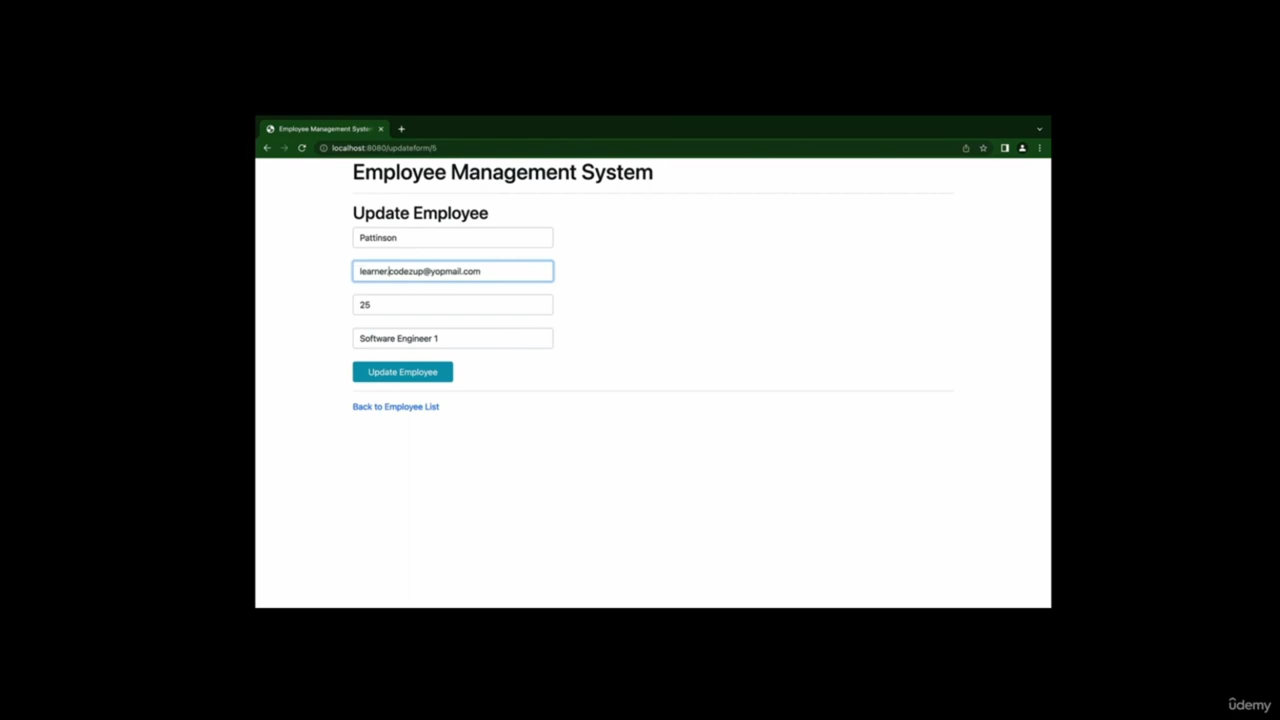 Employee Management System
localhost:8080/updateform/5
Employee Management System
Update Employee
Pattinson
learner.codezup@yopmail.com
25
Software Engineer 1
Update Employee
Back to Employee List
ûdemy